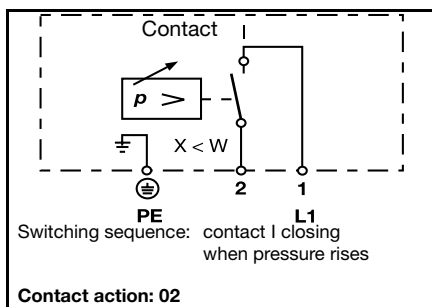 Contact I
p >
X < W
2 1
PE L1
Switching sequence: contact I closing
when pressure rises
Contact action: 02